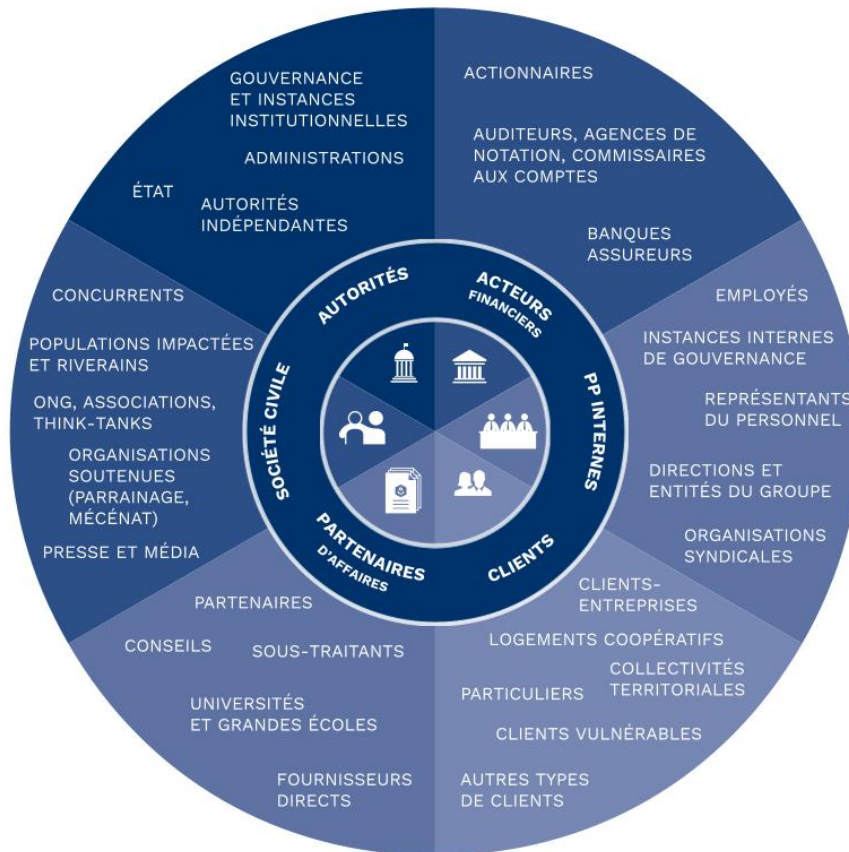 GOUVERNANCE
ET INSTANCES
INSTITUTIONNELLES
ADMINISTRATIONS
ÉTAT
AUTORITÉS
INDÉPENDANTES
ACTIONNAIRES
AUDITEURS, AGENCES DE
NOTATION, COMMISSAIRES
AUX COMPTES
BANQUES
ASSUREURS
EMPLOYÉS
INSTANCES INTERNES
DE GOUVERNANCE
REPRÉSENTANTS
DU PERSONNEL
DIRECTIONS ET
ENTITÉS DU GROUPE
ORGANISATIONS
SYNDICALES
CLIENTS-
ENTREPRISES
LOGEMENTS COOPÉRATIFS
COLLECTIVITÉS
TERRITORIALES
PARTICULIERS
CLIENTS VULNÉRABLES
AUTRES TYPES
DE CLIENTS
PARTENAIRES
CONSEILS
SOUS-TRAITANTS
UNIVERSITÉS
ET GRANDES ÉCOLES
FOURNISSEURS
DIRECTS
CONCURRENTS
POPULATIONS IMPACTÉES
ET RIVERAINS
ONG, ASSOCIATIONS,
THINK-TANKS
ORGANISATIONS
SOUTENUES
(PARRAINAGE,
MÉCÉNAT)
PRESSE ET MÉDIA
AUTORITÉS
ACTEURS
FINANCIERS
PP INTERNES
CLIENTS
PARTENAIRES
D'AFFAIRES
SOCIÉTÉ CIVILE